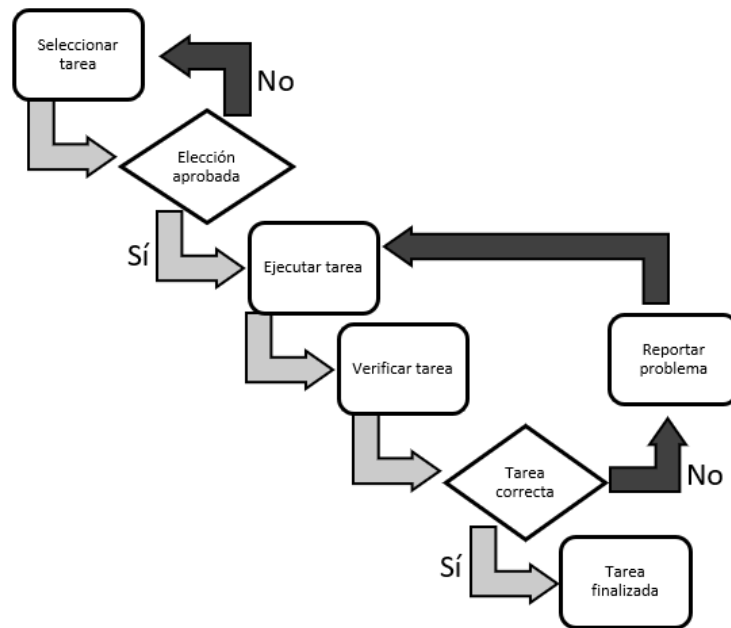 Seleccionar
tarea
No
Elección
aprobada
Sí
Ejecutar tarea
Verificar tarea
Reportar
problema
Tarea
correcta
No
Sí
Tarea
finalizada